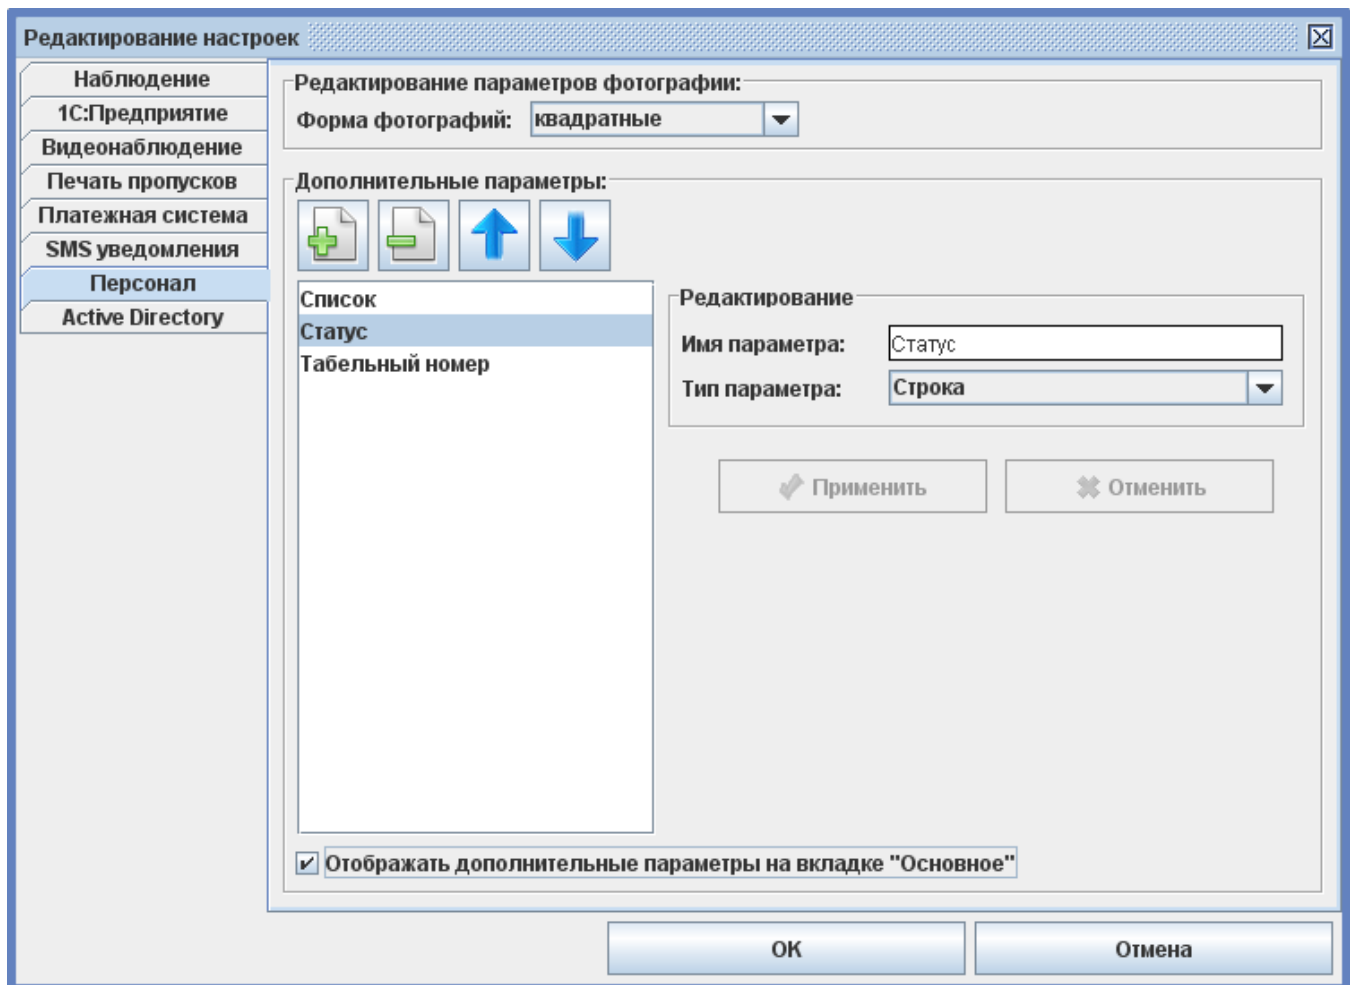 Редактирование настроек
Наблюдение
1С:Предприятие
Видеонаблюдение
Печать пропусков
Платежная система
SMS уведомления
Персонал
Active Directory
Редактирование параметров фотографии:
Форма фотографий: квадратные
Дополнительные параметры:
Список
Статус
Табельный номер
Редактирование
Имя параметра: Статус
Тип параметра: Строка
Применить Отменить
Отображать дополнительные параметры на вкладке "Основное"
OK Отмена